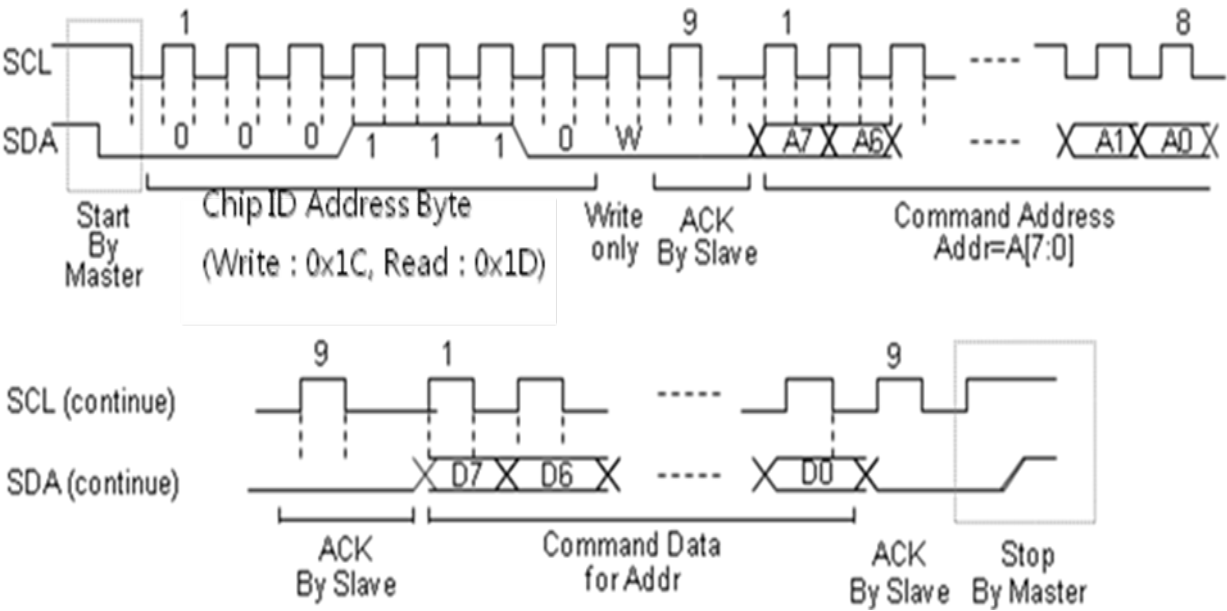 1 9 1 8
SCL
SDA 0 0 0 1 1 1 0 W A7 A6 A1 A0
Start
By
Master
Chip ID Address Byte
(Write : 0x1C, Read : 0x1D)
Write
only
ACK
By Slave
Command Address
Addr=A[7:0]
9 1 9
SCL (continue)
SDA (continue) D7 D6 D0
ACK
By Slave
Command Data
for Addr
ACK
By Slave
Stop
By Master